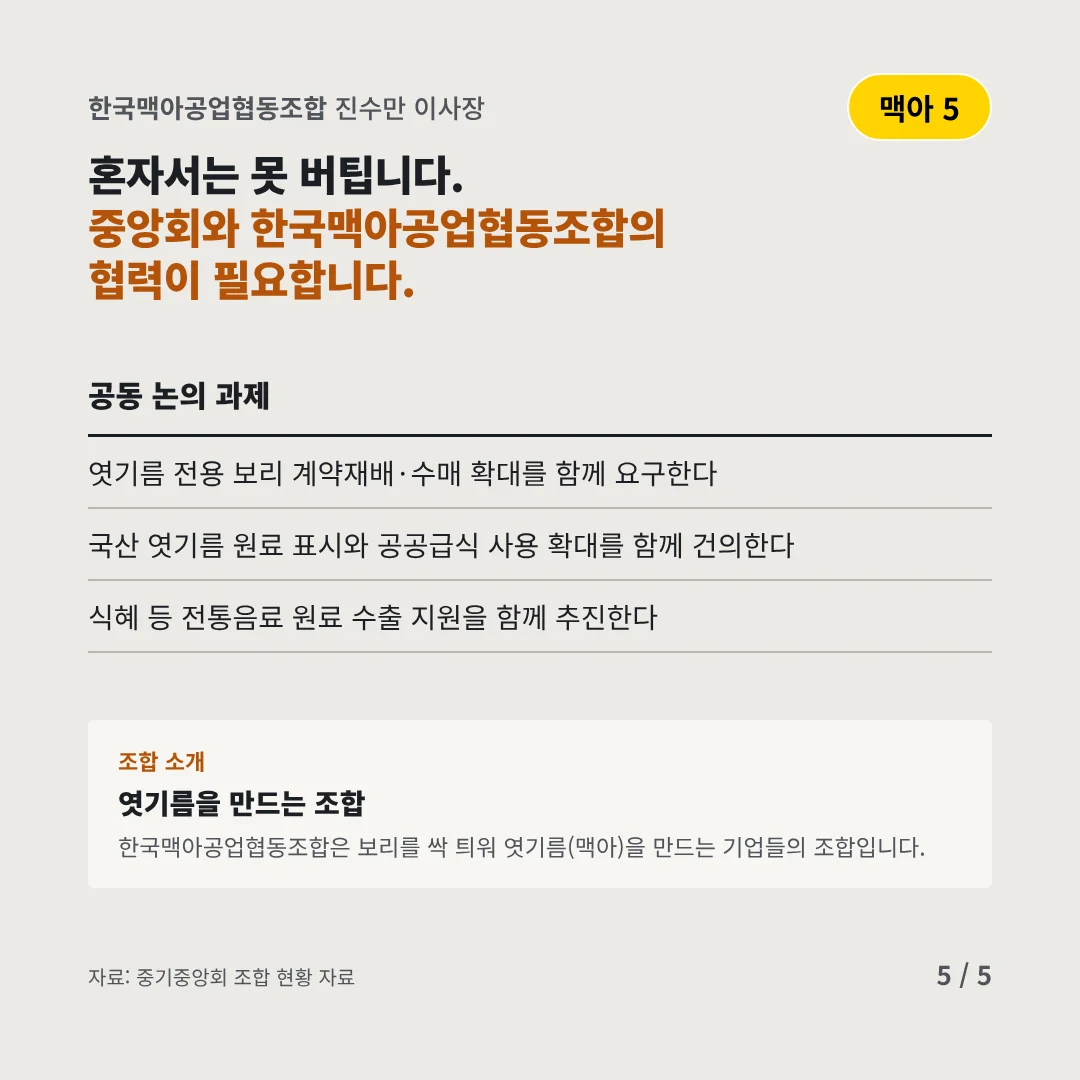 한국맥아공업협동조합 진수만 이사장
맥아 5
혼자서는 못 버팁니다.
중앙회와 한국맥아공업협동조합의
협력이 필요합니다.
공동 논의 과제
엿기름 전용 보리 계약재배·수매 확대를 함께 요구한다
국산 엿기름 원료 표시와 공공급식 사용 확대를 함께 건의한다
식혜 등 전통음료 원료 수출 지원을 함께 추진한다
조합 소개
엿기름을 만드는 조합
한국맥아공업협동조합은 보리를 싹 틔워 엿기름(맥아)을 만드는 기업들의 조합입니다.
자료: 중기중앙회 조합 현황 자료
5 / 5